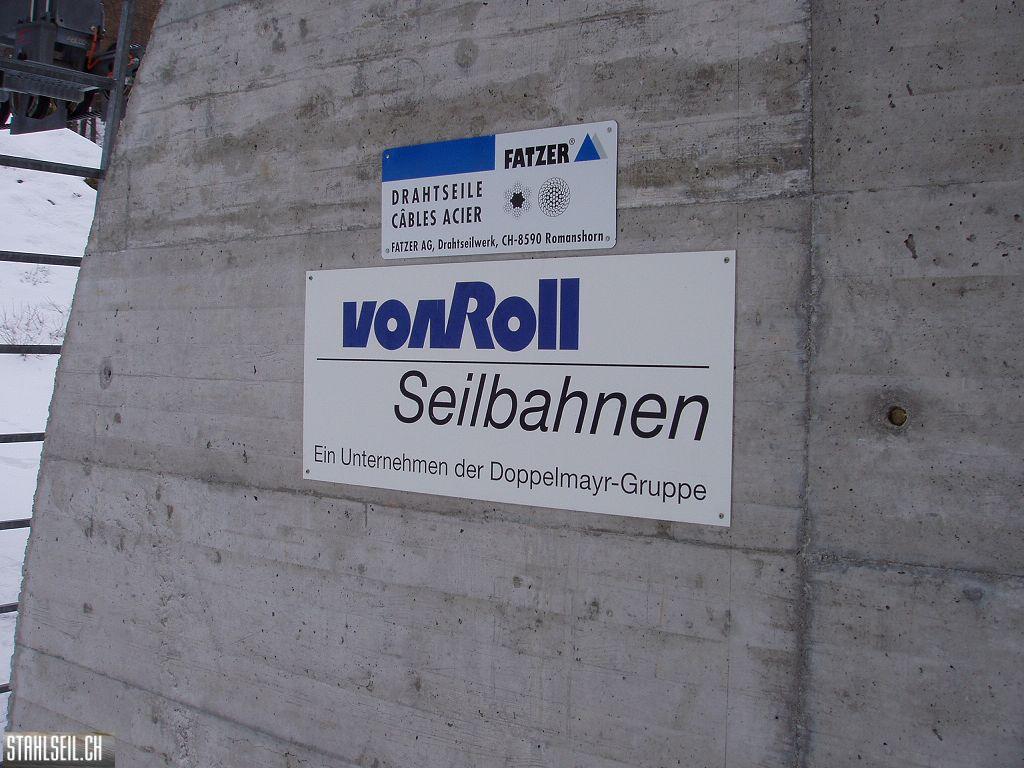 FATZER®
DRAHTSEILE
CÂBLES ACIER
FATZER AG, Drahtseilwerk, CH-8590 Romanshorn
vonRoll
Seilbahnen
Ein Unternehmen der Doppelmayr-Gruppe
STAHLSEIL.CH